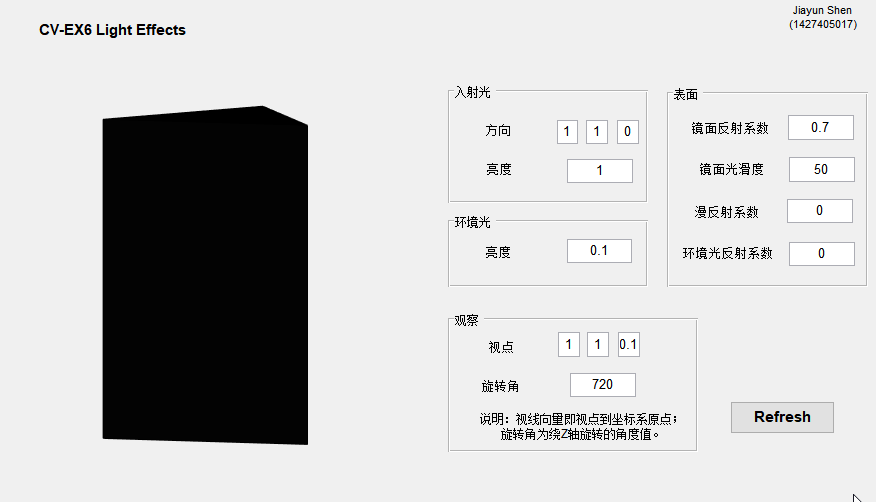 CV-EX6 Light Effects
Jiayun Shen
(1427405017)
入射光
方向 1 1 0
亮度 1
环境光
亮度 0.1
表面
镜面反射系数 0.7
镜面光滑度 50
漫反射系数 0
环境光反射系数 0
观察
视点 1 1 0.1
旋转角 720
说明：视线向量即视点到坐标系原点；
旋转角为绕Z轴旋转的角度值。
Refresh